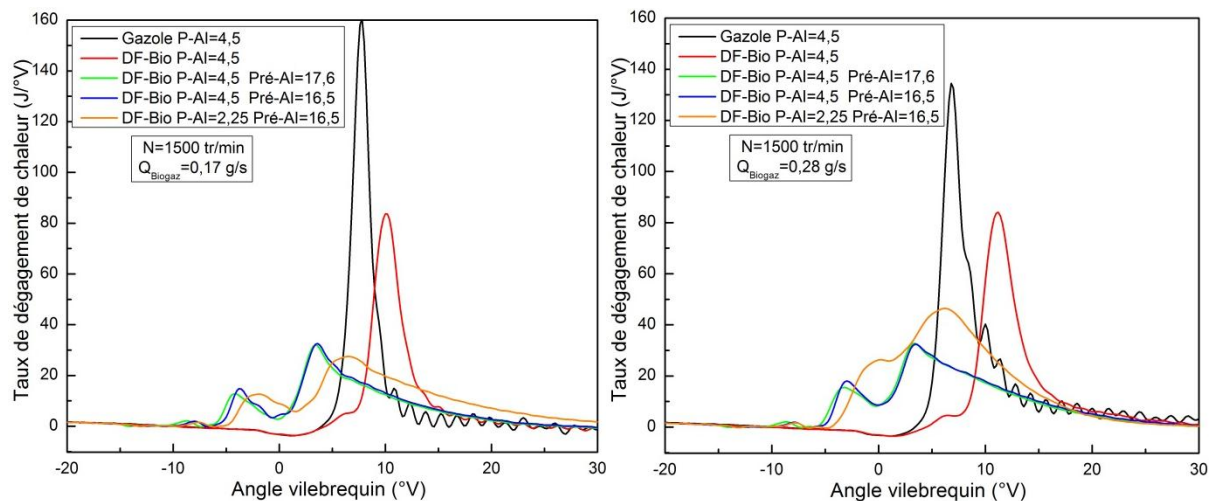 Taux de dégagement de chaleur (J/°V)
160
140
120
100
80
60
40
20
0
Gazole P-AI=4,5
DF-Bio P-AI=4,5
DF-Bio P-AI=4,5 Pré-AI=17,6
DF-Bio P-AI=4,5 Pré-AI=16,5
DF-Bio P-AI=2,25 Pré-AI=16,5
N=1500 tr/min
Q_Biogaz=0,17 g/s
-20 -10 0 10 20 30
Angle vilebrequin (°V)
Taux de dégagement de chaleur (J/°V)
160
140
120
100
80
60
40
20
0
Gazole P-AI=4,5
DF-Bio P-AI=4,5
DF-Bio P-AI=4,5 Pré-AI=17,6
DF-Bio P-AI=4,5 Pré-AI=16,5
DF-Bio P-AI=2,25 Pré-AI=16,5
N=1500 tr/min
Q_Biogaz=0,28 g/s
-20 -10 0 10 20 30
Angle vilebrequin (°V)